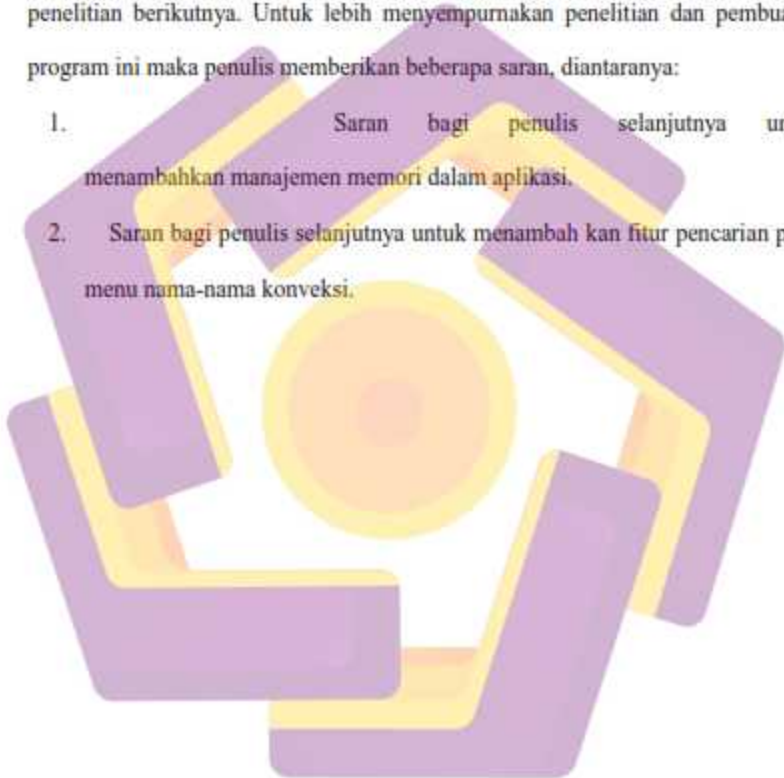 penelitian berikutnya. Untuk lebih menyempurnakan penelitian dan
program ini maka penulis memberikan beberapa saran, diantaranya:
1. Saran bagi penulis selanjutnya
menambahkan manajemen memori dalam aplikasi.
2. Saran bagi penulis selanjutnya untuk menambah kan fitur pencarian
menu nama-nama konveksi.